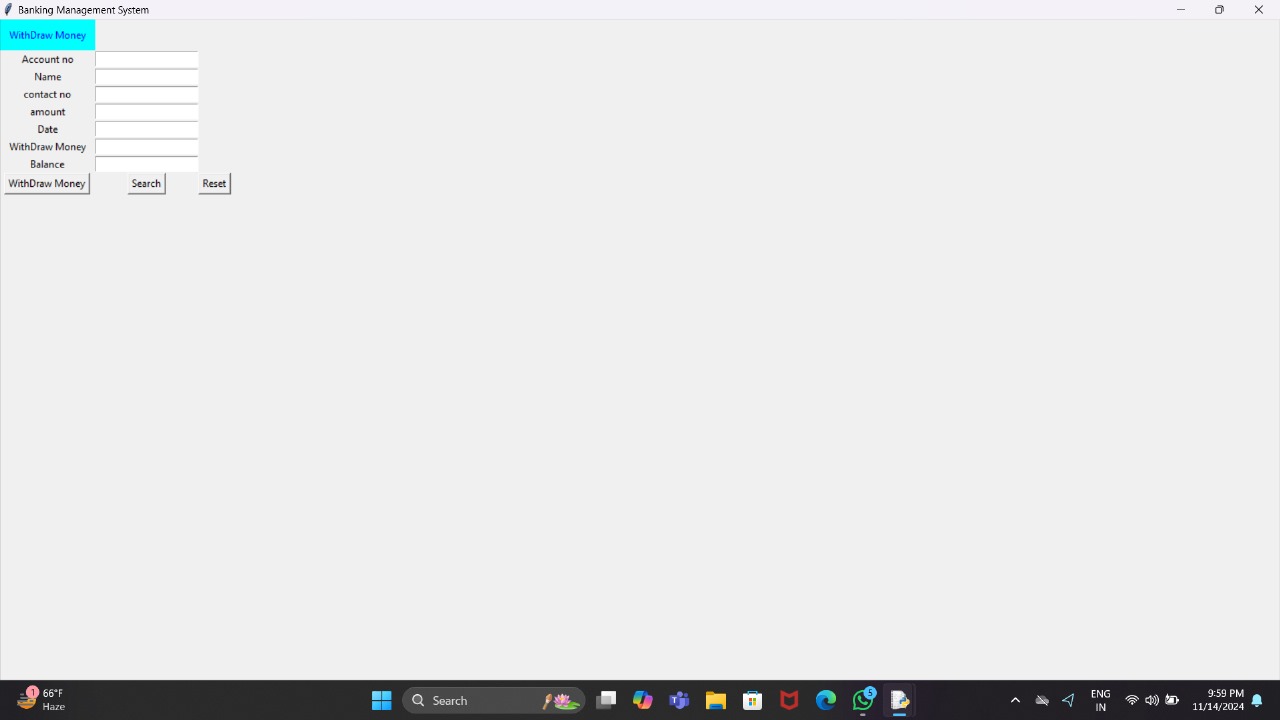 Banking Management System
WithDraw Money
Account no
Name
contact no
amount
Date
WithDraw Money
Balance
WithDraw Money Search Reset
1 66°F
Haze
Search
5
ENG
IN
9:59 PM
11/14/2024